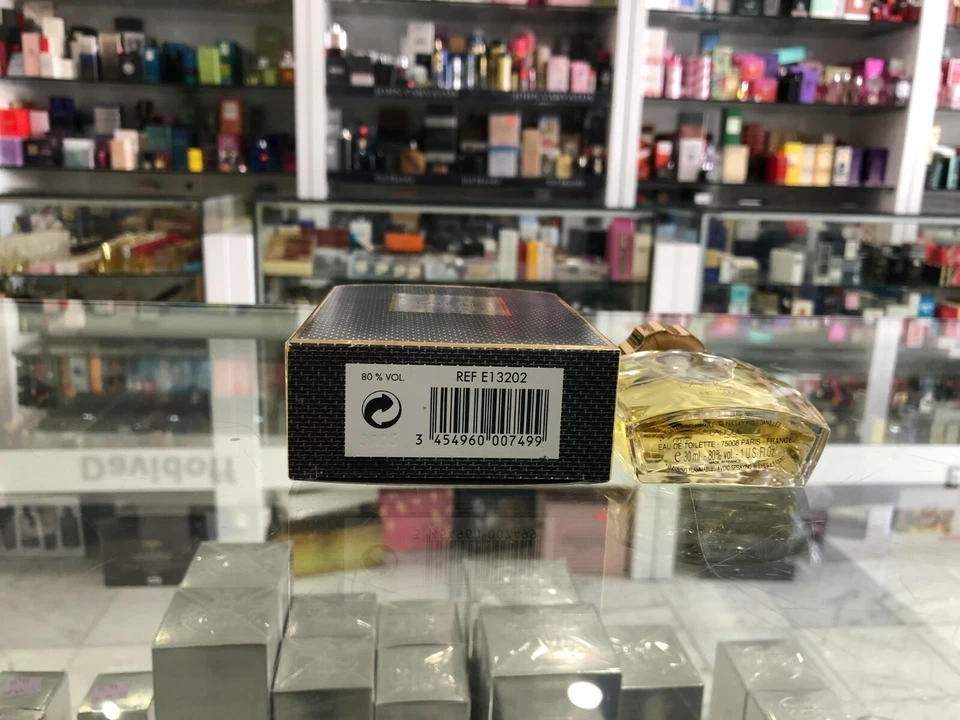 80 % VOL.
REF E13202
3 454960 007499
EAU DE TOILETTE - 75008 PARIS - FRANCE
e 30 ml - 80% vol - 1 U.S. Fl.Oz.
Davidoff